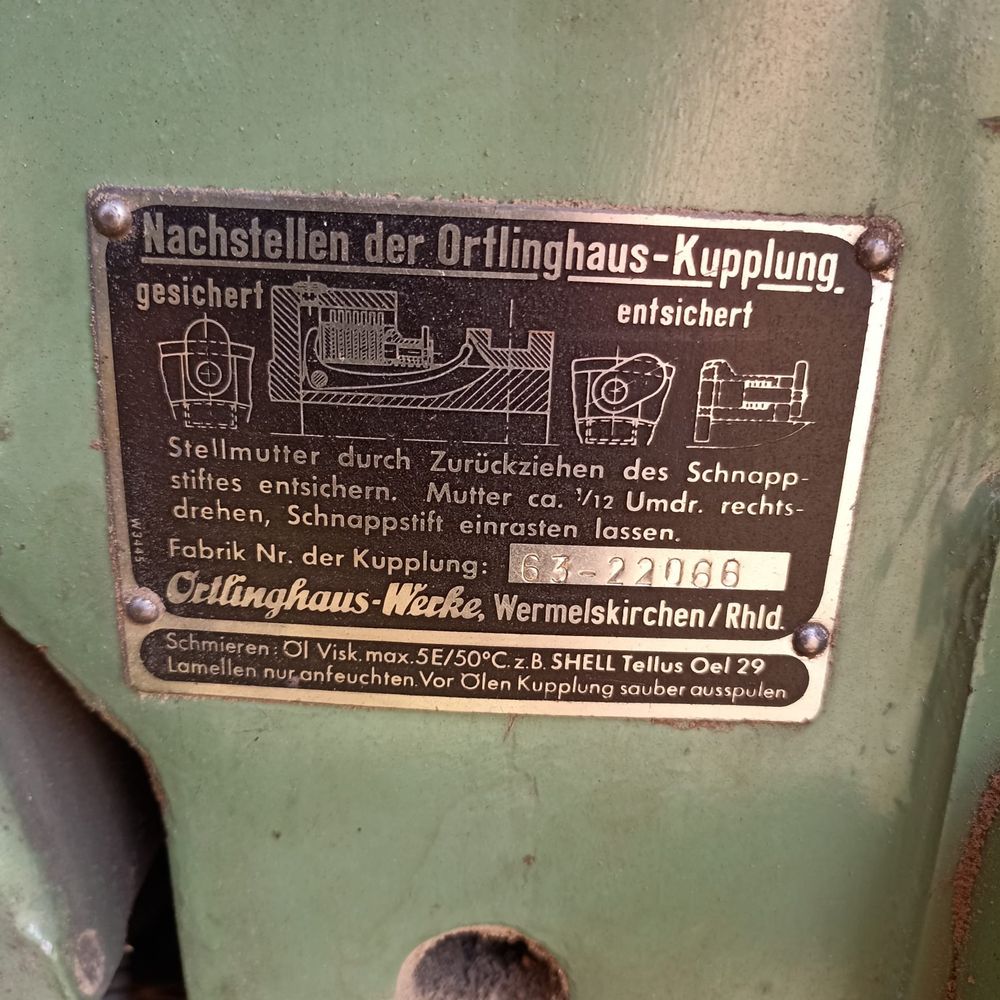 Nachstellen der Ortlinghaus-Kupplung
gesichert
entsichert
Stellmutter durch Zurückziehen des Schnapp-
stiftes entsichern. Mutter ca. 1/12 Umdr. rechts-
drehen, Schnappstift einrasten lassen.
W3445
Fabrik Nr. der Kupplung: 63-22066
Ortlinghaus-Werke, Wermelskirchen/Rhld.
Schmieren: Öl Visk. max. 5E/50°C. z.B. SHELL Tellus Oel 29
Lamellen nur anfeuchten. Vor Ölen Kupplung sauber ausspulen